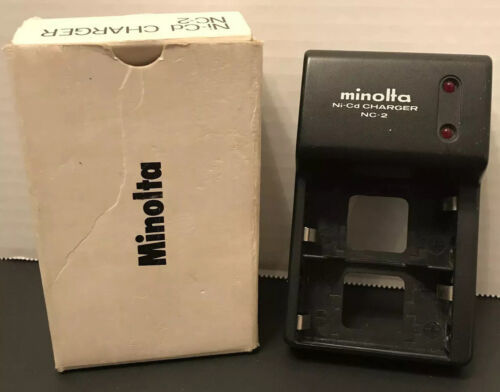 Ni-Cd CHARGER
NC-2
Minolta
minolta
Ni-Cd CHARGER
NC-2